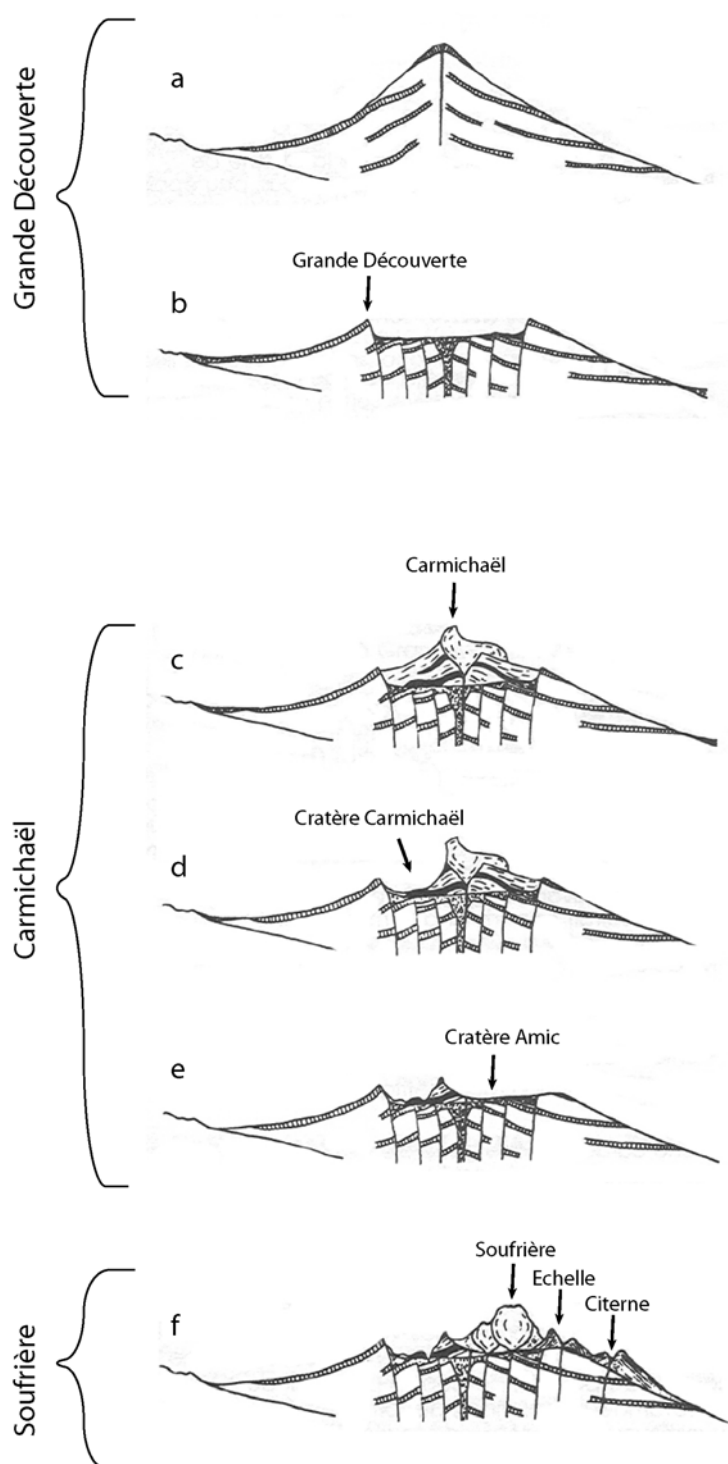 Grande Découverte
a
Grande Découverte
b
Carmichaël
Carmichaël
c
Cratère Carmichaël
d
Cratère Amic
e
Soufrière
Soufrière
Echelle
Citerne
f